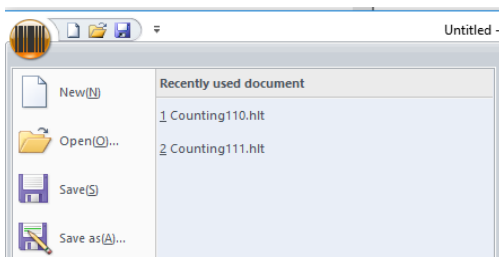 Untitled -
New(N)
Open(O)...
Save(S)
Save as(A)...
Recently used document
1 Counting110.hlt
2 Counting111.hlt